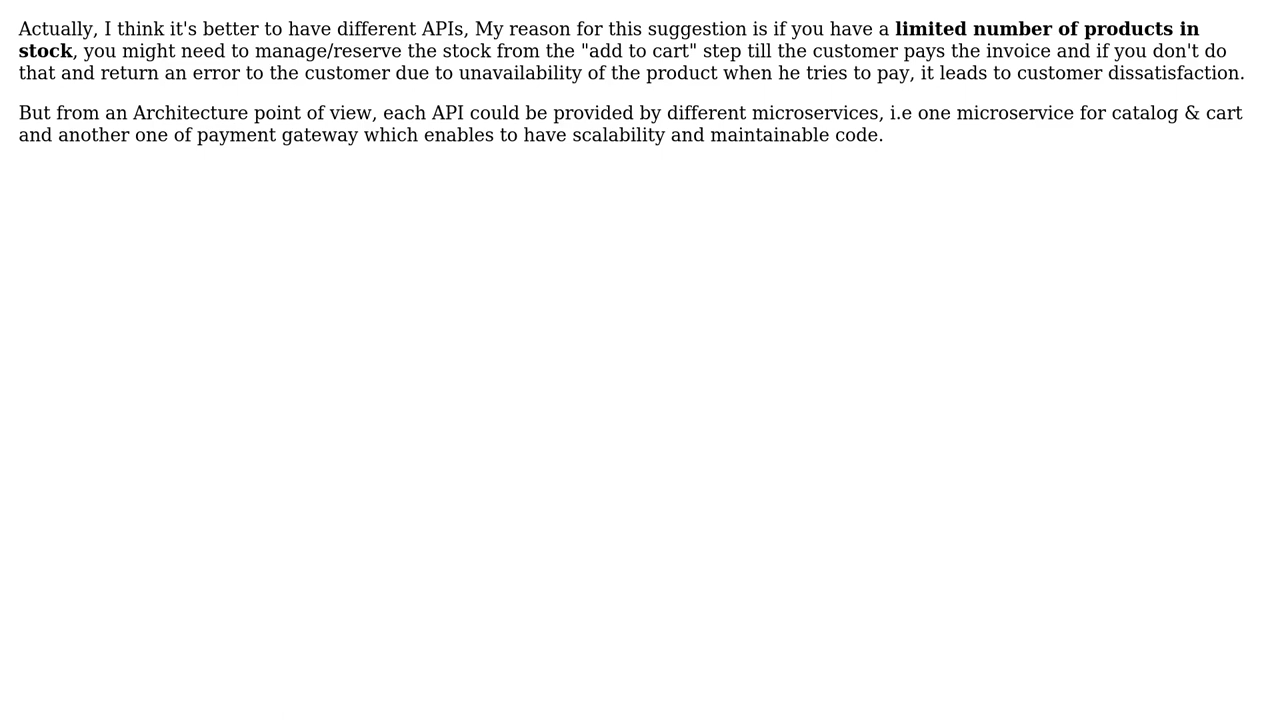 Actually, I think it's better to have different APIs, My reason for this suggestion is if you have a limited number of products in
stock, you might need to manage/reserve the stock from the "add to cart" step till the customer pays the invoice and if you don't do
that and return an error to the customer due to unavailability of the product when he tries to pay, it leads to customer dissatisfaction.
But from an Architecture point of view, each API could be provided by different microservices, i.e one microservice for catalog & cart
and another one of payment gateway which enables to have scalability and maintainable code.